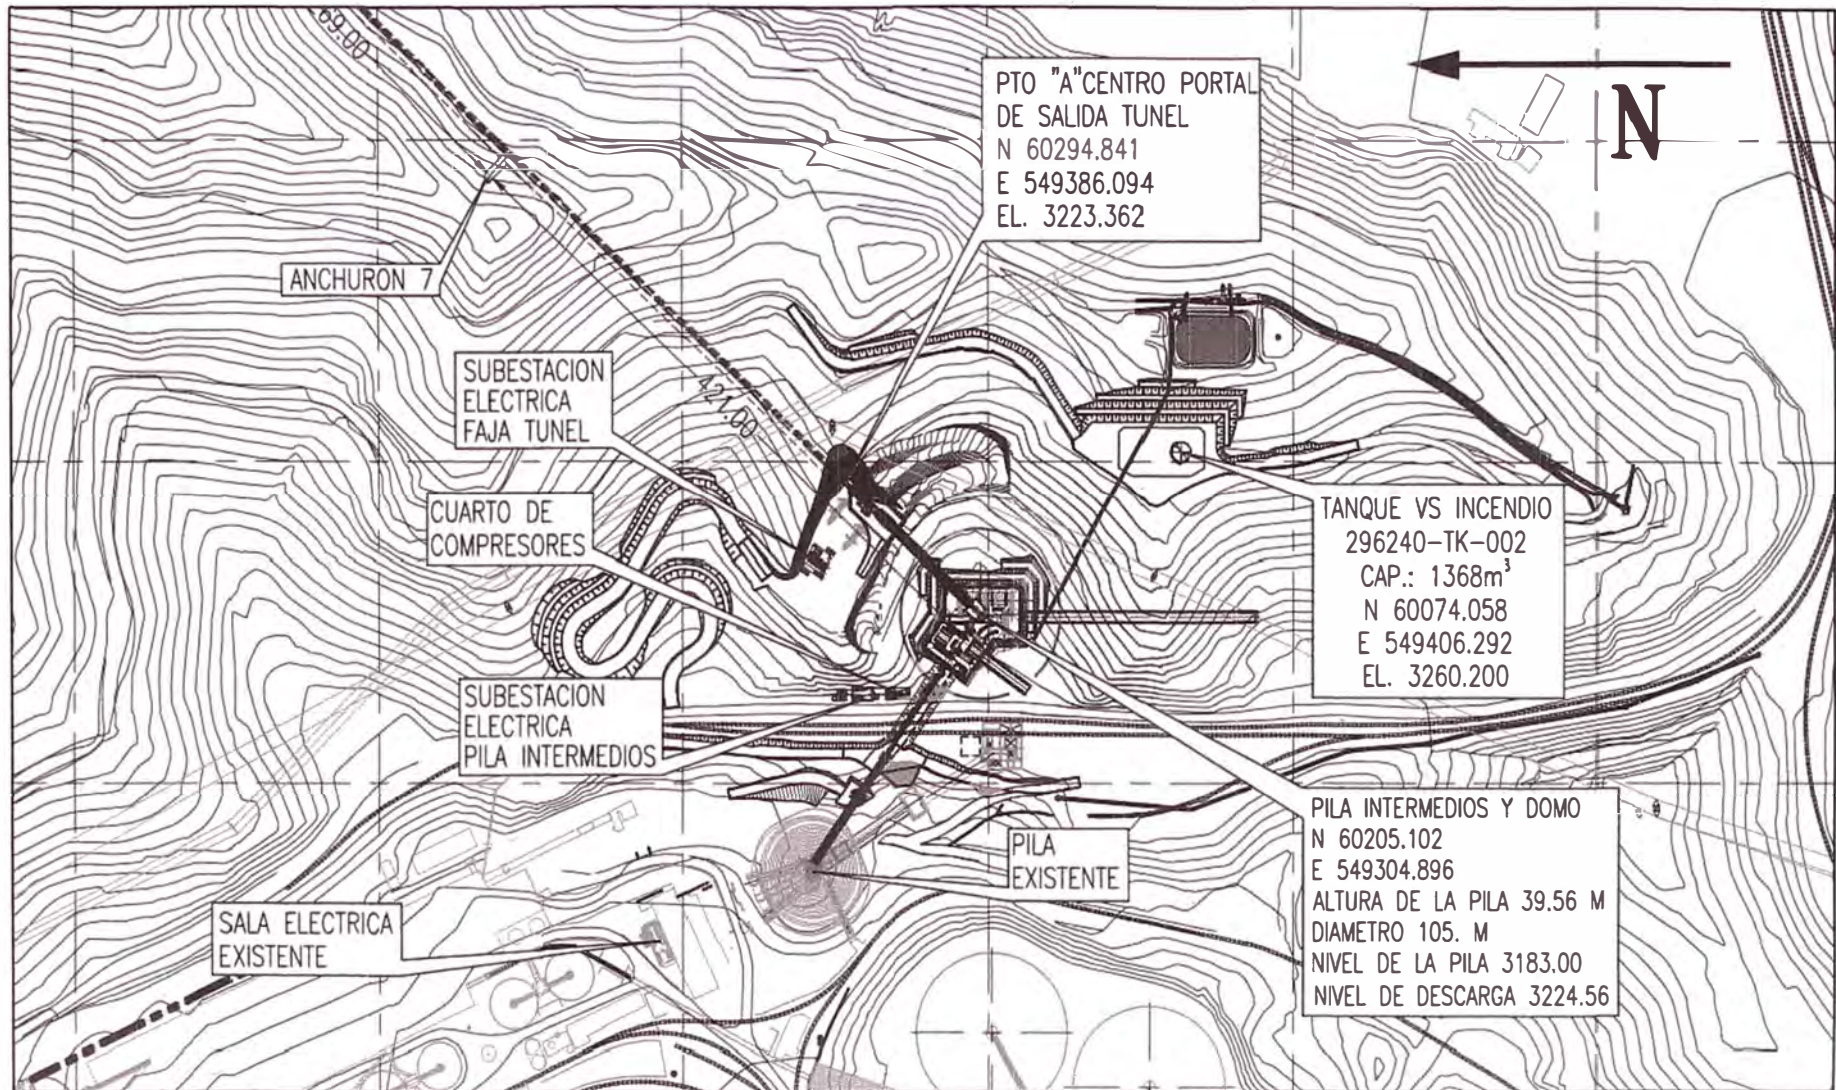 69.00
N
PTO "A"CENTRO PORTAL
DE SALIDA TUNEL
N 60294.841
E 549386.094
EL. 3223.362
ANCHURON 7
SUBESTACION
ELECTRICA
FAJA TUNEL
421.00
CUARTO DE
COMPRESORES
TANQUE VS INCENDIO
296240-TK-002
CAP.: 1368m³
N 60074.058
E 549406.292
EL. 3260.200
SUBESTACION
ELECTRICA
PILA INTERMEDIOS
PILA INTERMEDIOS Y DOMO
N 60205.102
E 549304.896
ALTURA DE LA PILA 39.56 M
DIAMETRO 105. M
NIVEL DE LA PILA 3183.00
NIVEL DE DESCARGA 3224.56
PILA
EXISTENTE
SALA ELECTRICA
EXISTENTE